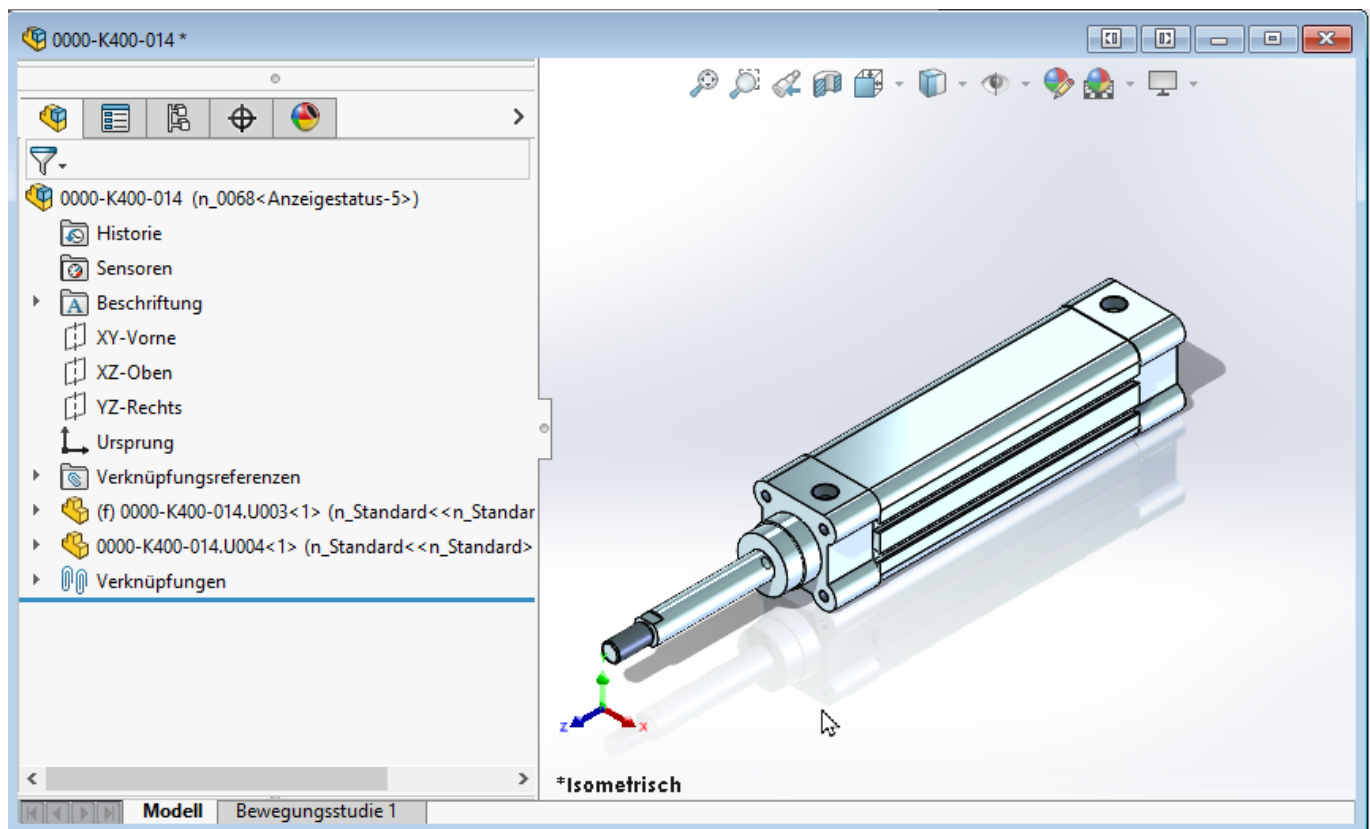 0000-K400-014 *
0000-K400-014 (n_0068<Anzeigestatus-5>)
Historie
Sensoren
A Beschriftung
XY-Vorne
XZ-Oben
YZ-Rechts
Ursprung
Verknüpfungsreferenzen
(f) 0000-K400-014.U003<1> (n_Standard<<n_Standar
0000-K400-014.U004<1> (n_Standard<<n_Standard>
Verknüpfungen
z x
*Isometrisch
Modell Bewegungsstudie 1